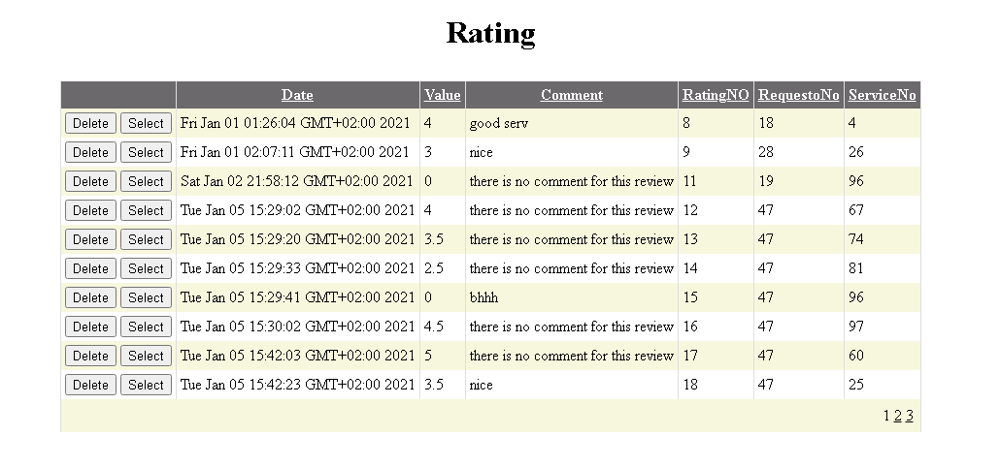 Rating
Date Value Comment RatingNO RequestoNo ServiceNo
Delete Select Fri Jan 01 01:26:04 GMT+02:00 2021 4 good serv 8 18 4
Delete Select Fri Jan 01 02:07:11 GMT+02:00 2021 3 nice 9 28 26
Delete Select Sat Jan 02 21:58:12 GMT+02:00 2021 0 there is no comment for this review 11 19 96
Delete Select Tue Jan 05 15:29:02 GMT+02:00 2021 4 there is no comment for this review 12 47 67
Delete Select Tue Jan 05 15:29:20 GMT+02:00 2021 3.5 there is no comment for this review 13 47 74
Delete Select Tue Jan 05 15:29:33 GMT+02:00 2021 2.5 there is no comment for this review 14 47 81
Delete Select Tue Jan 05 15:29:41 GMT+02:00 2021 0 bhhh 15 47 96
Delete Select Tue Jan 05 15:30:02 GMT+02:00 2021 4.5 there is no comment for this review 16 47 97
Delete Select Tue Jan 05 15:42:03 GMT+02:00 2021 5 there is no comment for this review 17 47 60
Delete Select Tue Jan 05 15:42:23 GMT+02:00 2021 3.5 nice 18 47 25
1 2 3